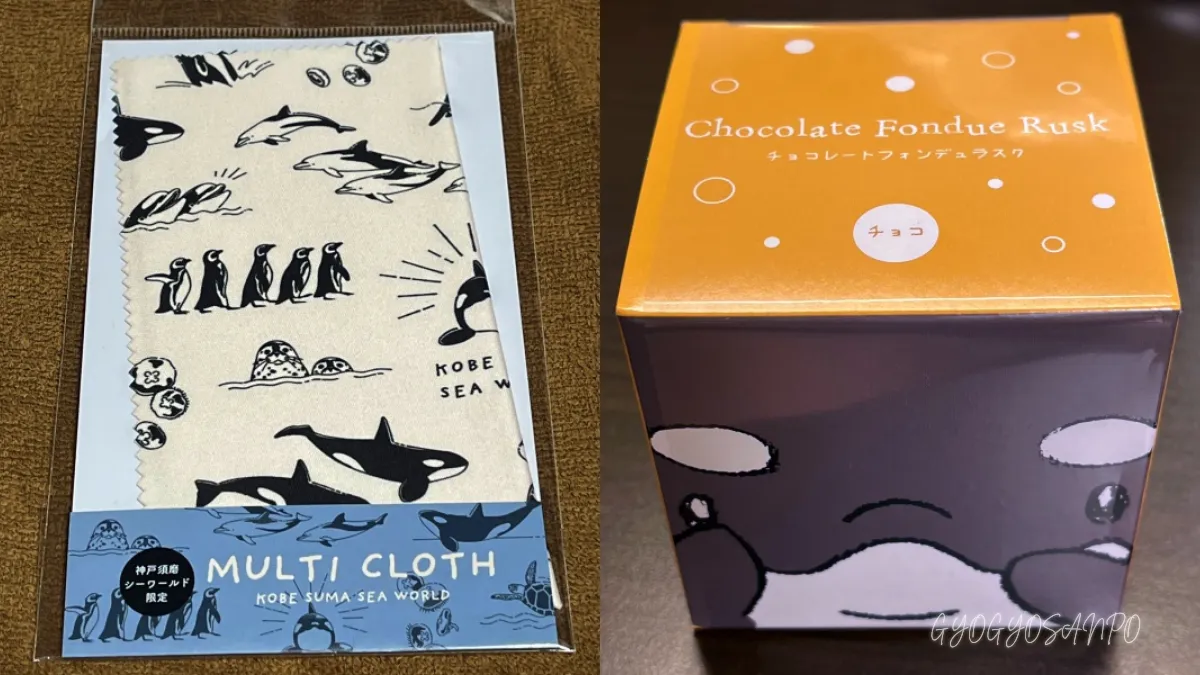 KOBE
SEA W
神戸須磨
シーワールド
限定
MULTI CLOTH
KOBE SUMA SEA WORLD
Chocolate Fondue Rusk
チョコレートフォンデュラスク
チョコ
GYOGYOSANPO